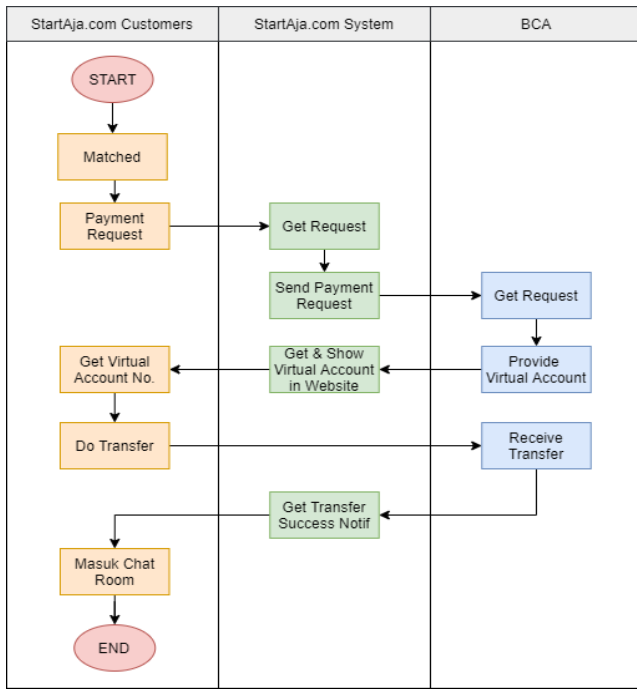 StartAja.com Customers
StartAja.com System
BCA
START
Matched
Payment
Request
Get Request
Send Payment
Request
Get Request
Provide
Virtual Account
Get & Show
Virtual Account
in Website
Get Virtual
Account No.
Do Transfer
Receive
Transfer
Get Transfer
Success Notif
Masuk Chat
Room
END